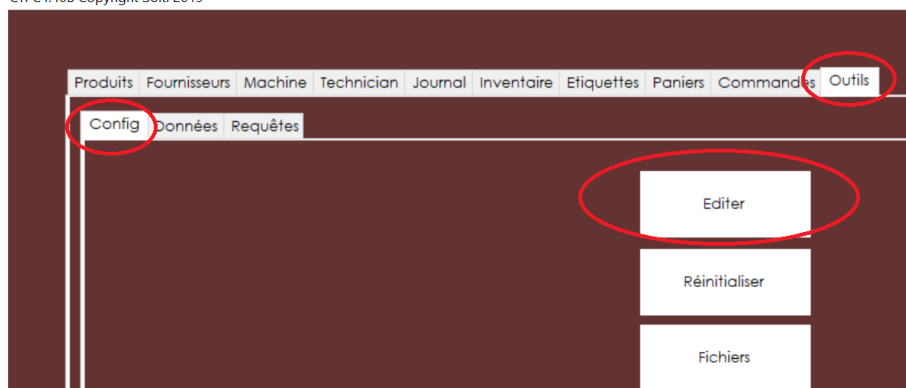 Produits Fournisseurs Machine Technician Journal Inventaire Etiquettes Paniers Commandes Outils
Config Données Requêtes
Editer
Réinitialiser
Fichiers